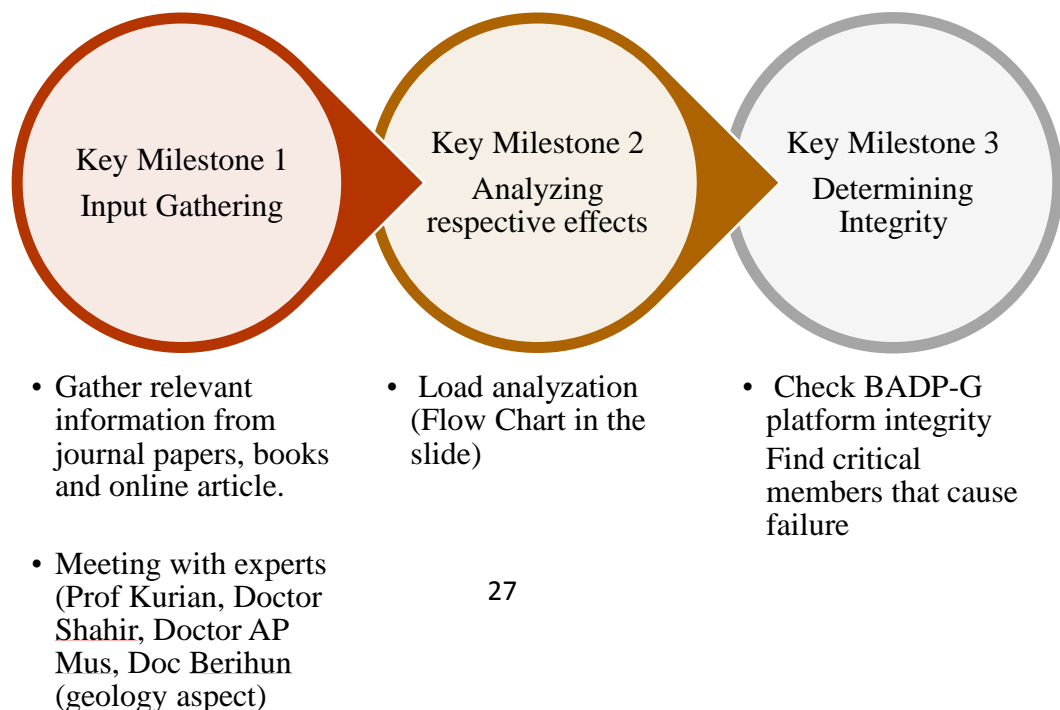 Key Milestone 1
Input Gathering
Key Milestone 2
Analyzing
respective effects
Key Milestone 3
Determining
Integrity
• Gather relevant
information from
journal papers, books
and online article.
• Meeting with experts
(Prof Kurian, Doctor
Shahir, Doctor AP
Mus, Doc Berihun
(geology aspect)
• Load analyzation
(Flow Chart in the
slide)
• Check BADP-G
platform integrity
Find critical
members that cause
failure
27